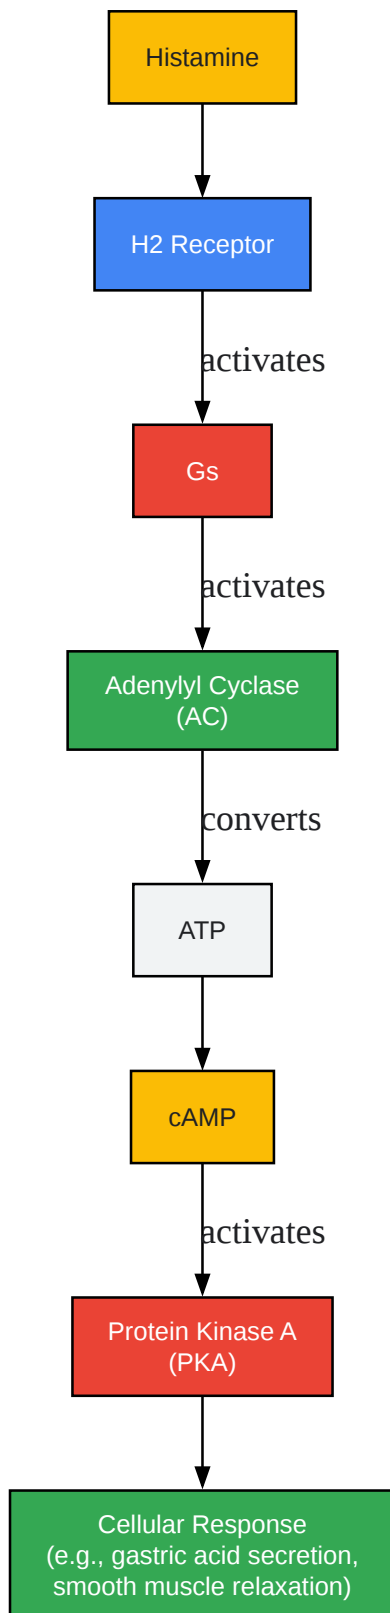 Histamine
H2 Receptor
activates
Gs
activates
Adenylyl Cyclase
(AC)
converts
ATP
cAMP
activates
Protein Kinase A
(PKA)
Cellular Response
(e.g., gastric acid secretion,
smooth muscle relaxation)